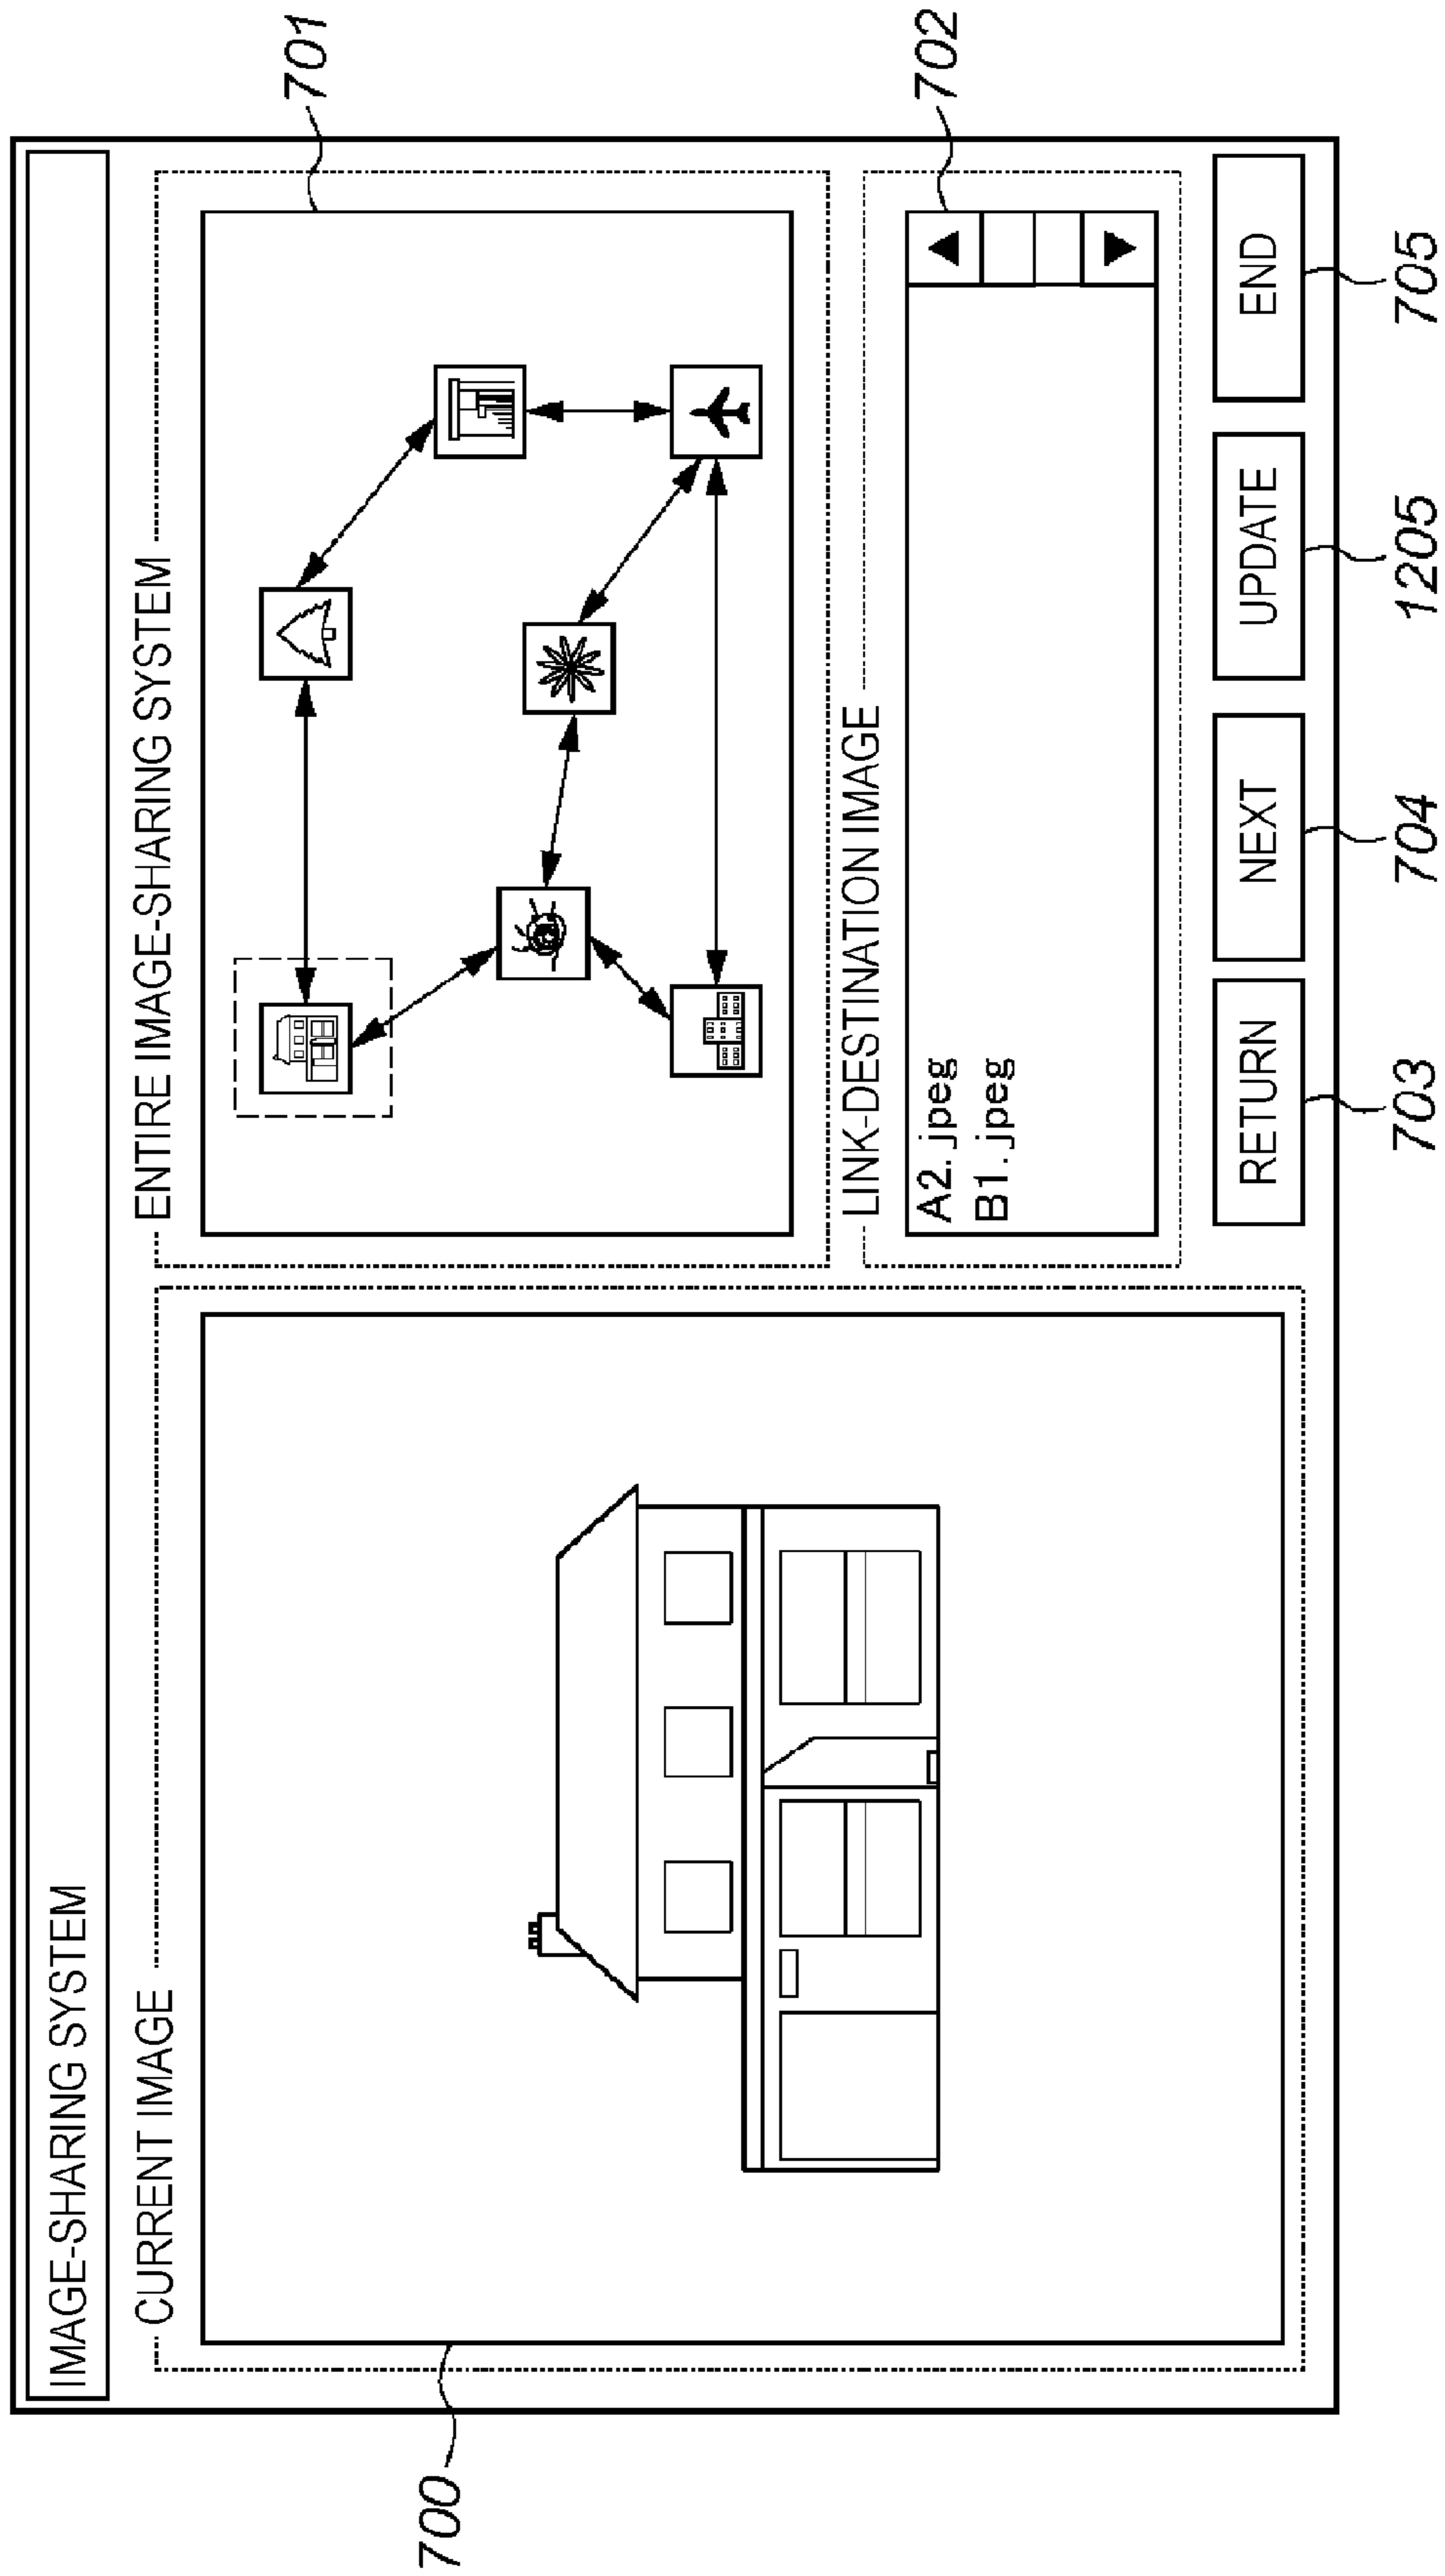 IMAGE-SHARING SYSTEM
CURRENT IMAGE
700
ENTIRE IMAGE-SHARING SYSTEM
701
LINK-DESTINATION IMAGE
702
A2. jpeg
B1. jpeg
RETURN
NEXT
UPDATE
END
703
704
1205
705